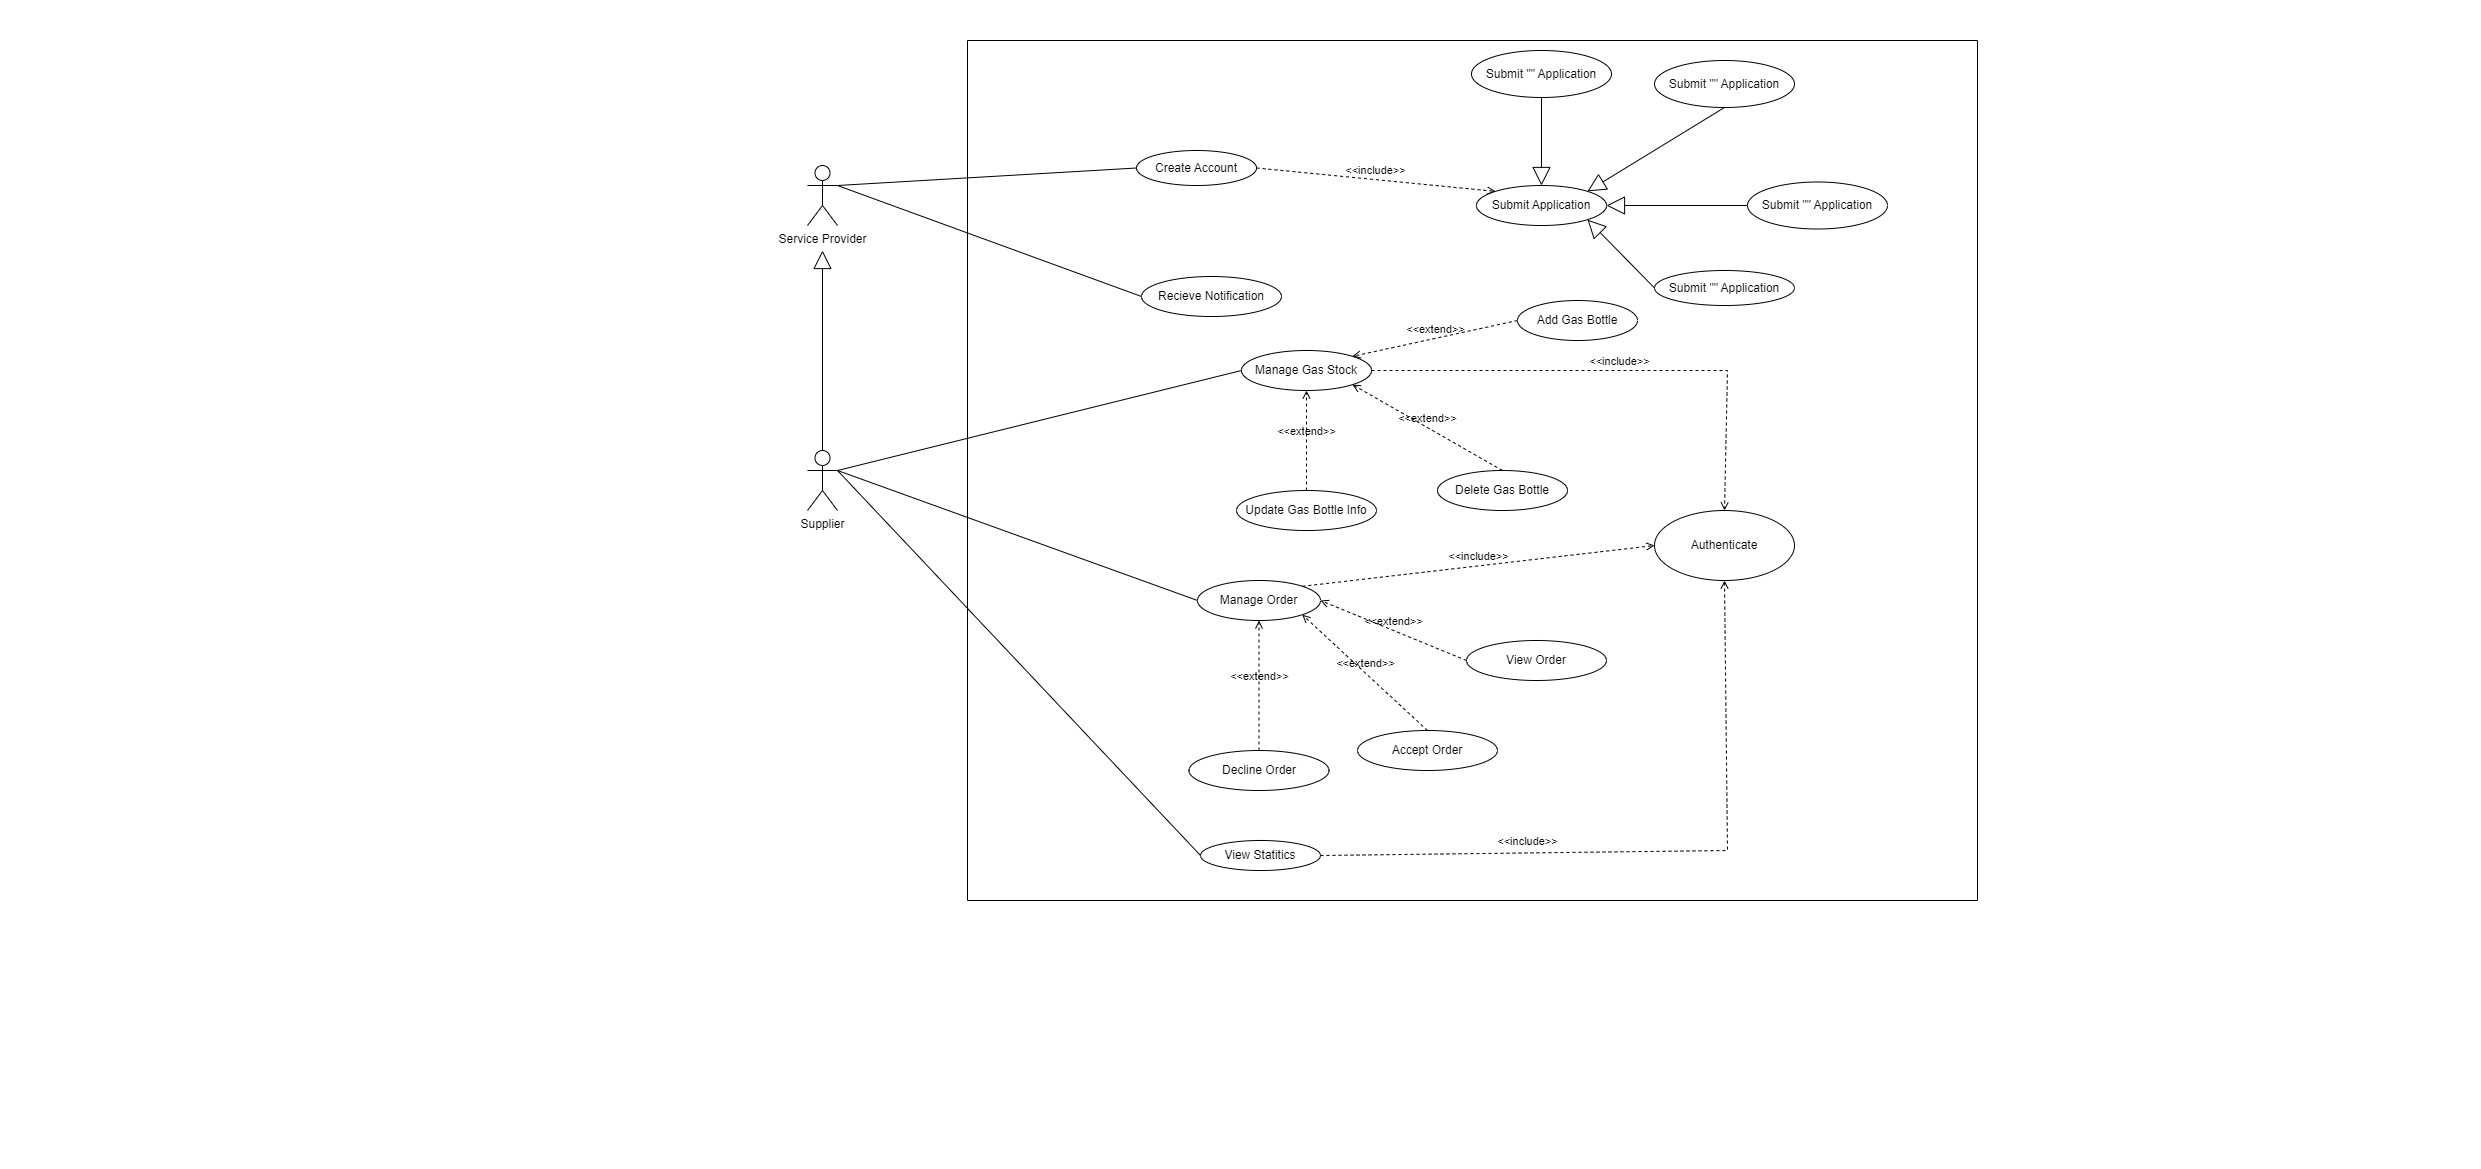 Submit "" Application
Submit "" Application
Create Account
<<include>>
Submit Application
Submit "" Application
Service Provider
Recieve Notification
Submit "" Application
Add Gas Bottle
<<extend>>
Manage Gas Stock
<<include>>
<<extend>>
<<extend>>
Delete Gas Bottle
Update Gas Bottle Info
Supplier
Authenticate
<<include>>
Manage Order
<<extend>>
View Order
<<extend>>
<<extend>>
Accept Order
Decline Order
<<include>>
View Statitics